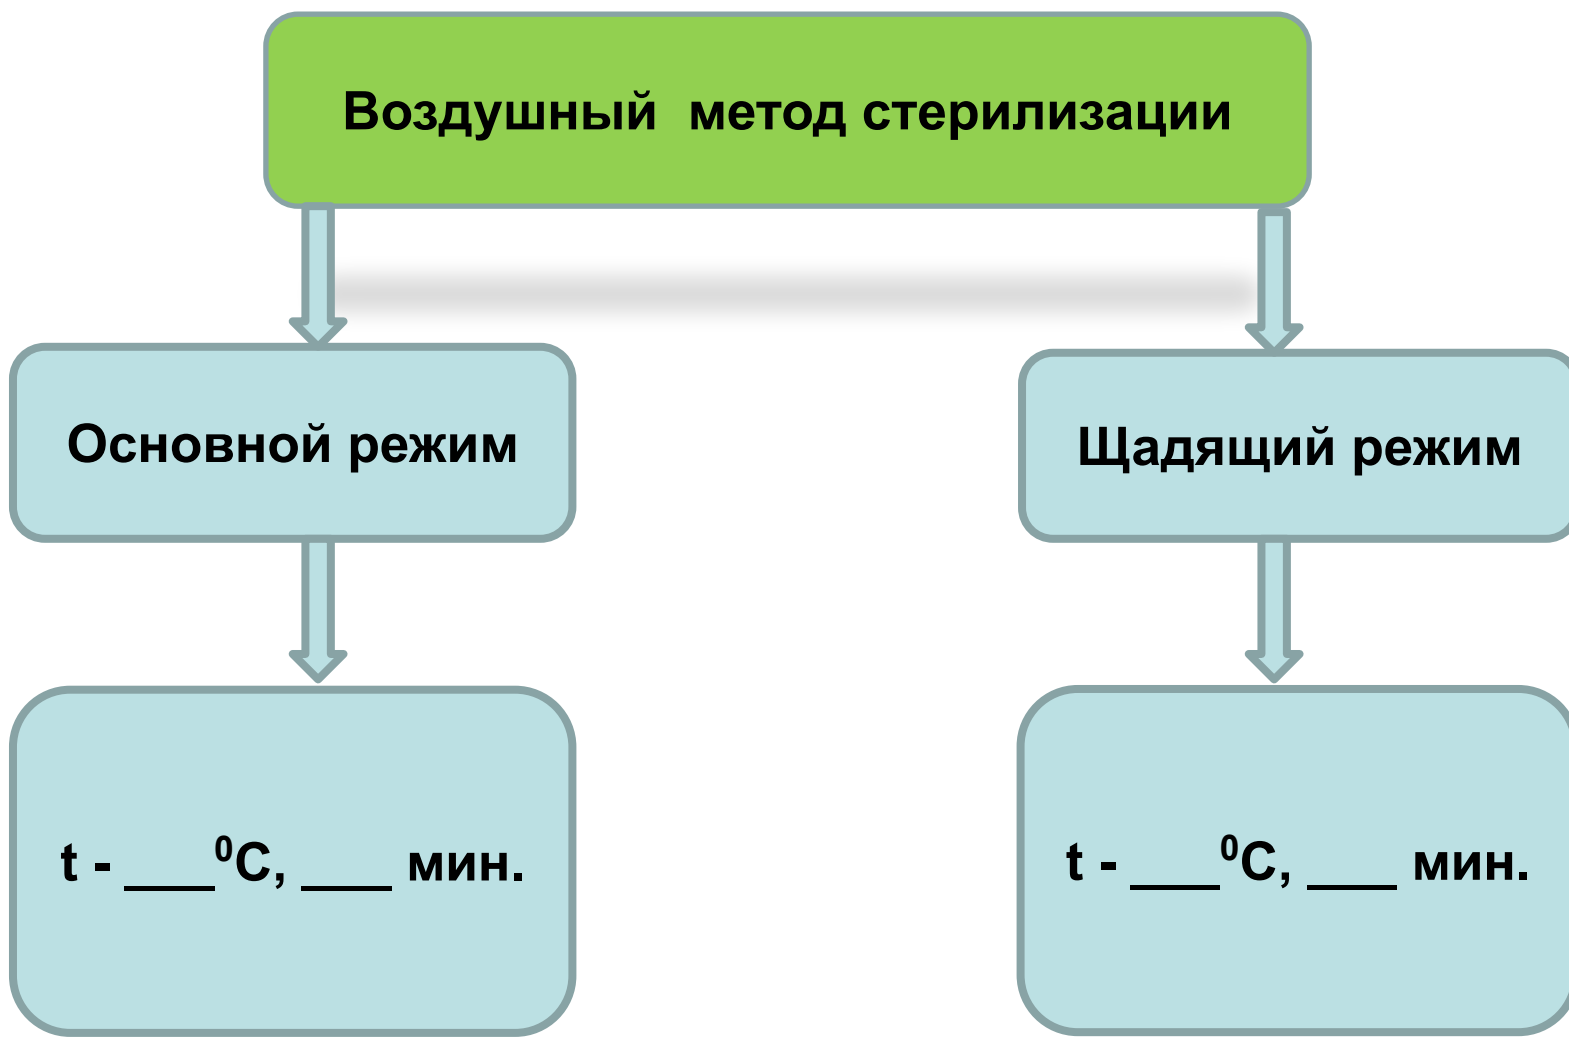 Воздушный  метод стерилизации
Основной режим
Щадящий режим
t - ___⁰С, ___ мин.
t - ___⁰С, ___ мин.